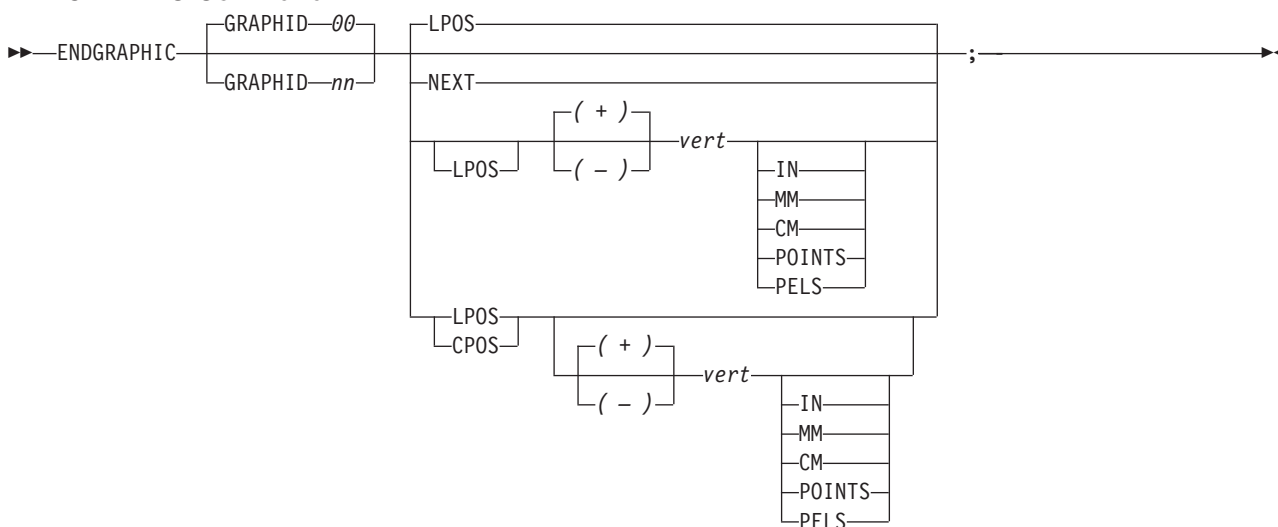 GRAPHID 00 LPOS
ENDGRAPHIC ;
GRAPHID nn NEXT
( + )
vert
LPOS ( – ) IN
MM
CM
POINTS
PELS
LPOS
CPOS ( + )
vert
( – ) IN
MM
CM
POINTS
PELS